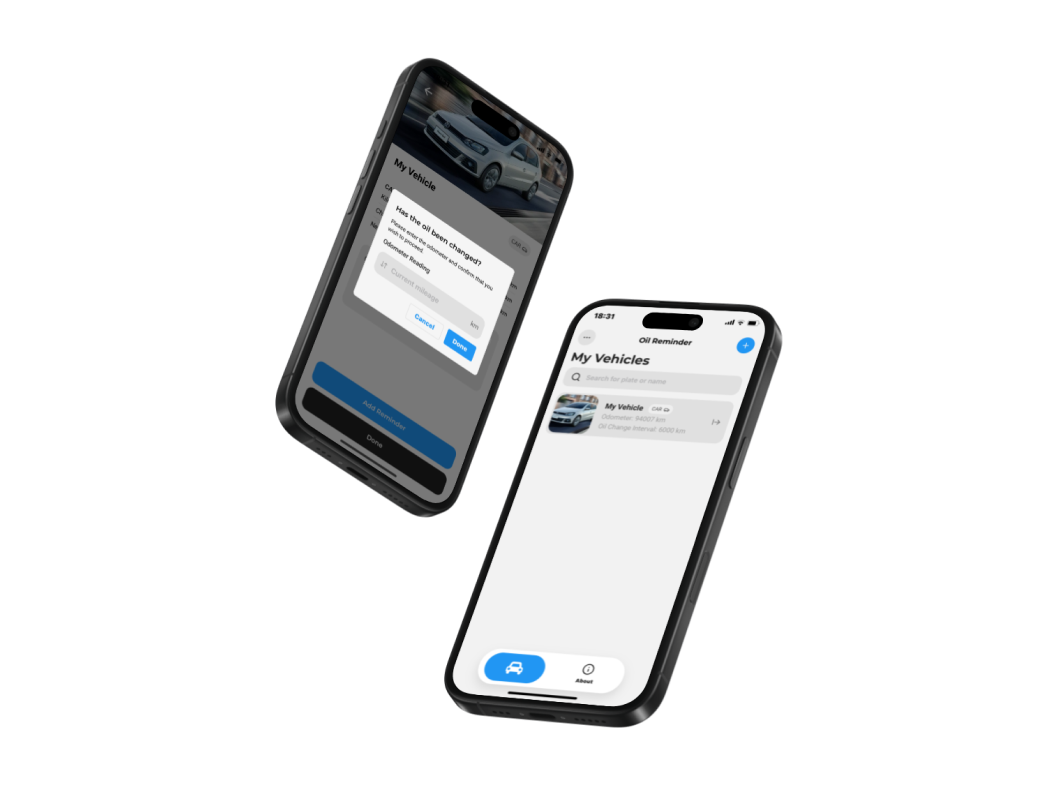 My Vehicle
CAR
Has the oil been changed?
Please enter the odometer and confirm that you
wish to proceed.
Odometer Reading
Current mileage
km
Cancel
Done
Add Reminder
Done
18:31
Oil Reminder
My Vehicles
Search for plate or name
My Vehicle
CAR
Odometer: 94007 km
Oil Change Interval: 6000 km
About